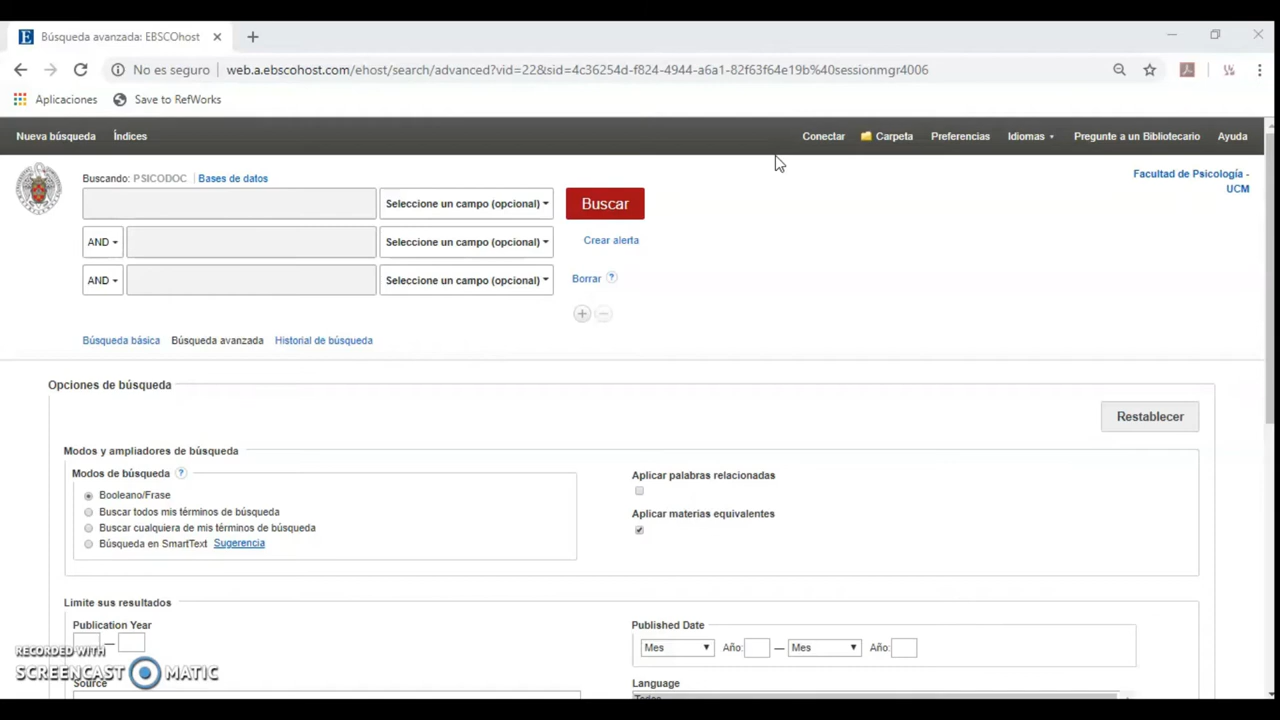 Búsqueda avanzada: EBSCOhost
No es seguro web.a.ebscohost.com/ehost/search/advanced?vid=22&sid=4c36254d-f824-4944-a6a1-82f63f64e19b%40sessionmgr4006
Aplicaciones Save to RefWorks
Nueva búsqueda Índices Conectar Carpeta Preferencias Idiomas Pregunte a un Bibliotecario Ayuda
Buscando: PSICODOC Bases de datos
Facultad de Psicología -
UCM
Seleccione un campo (opcional) Buscar
AND Seleccione un campo (opcional) Crear alerta
AND Seleccione un campo (opcional) Borrar ?
Búsqueda básica Búsqueda avanzada Historial de búsqueda
Opciones de búsqueda
Restablecer
Modos y ampliadores de búsqueda
Modos de búsqueda ?
Booleano/Frase
Buscar todos mis términos de búsqueda
Buscar cualquiera de mis términos de búsqueda
Búsqueda en SmartText Sugerencia
Aplicar palabras relacionadas
Aplicar materias equivalentes
Limite sus resultados
Publication Year
—
Published Date
Mes Año: — Mes Año:
RECORDED WITH
SCREENCAST MATIC
Source
Language
Todos